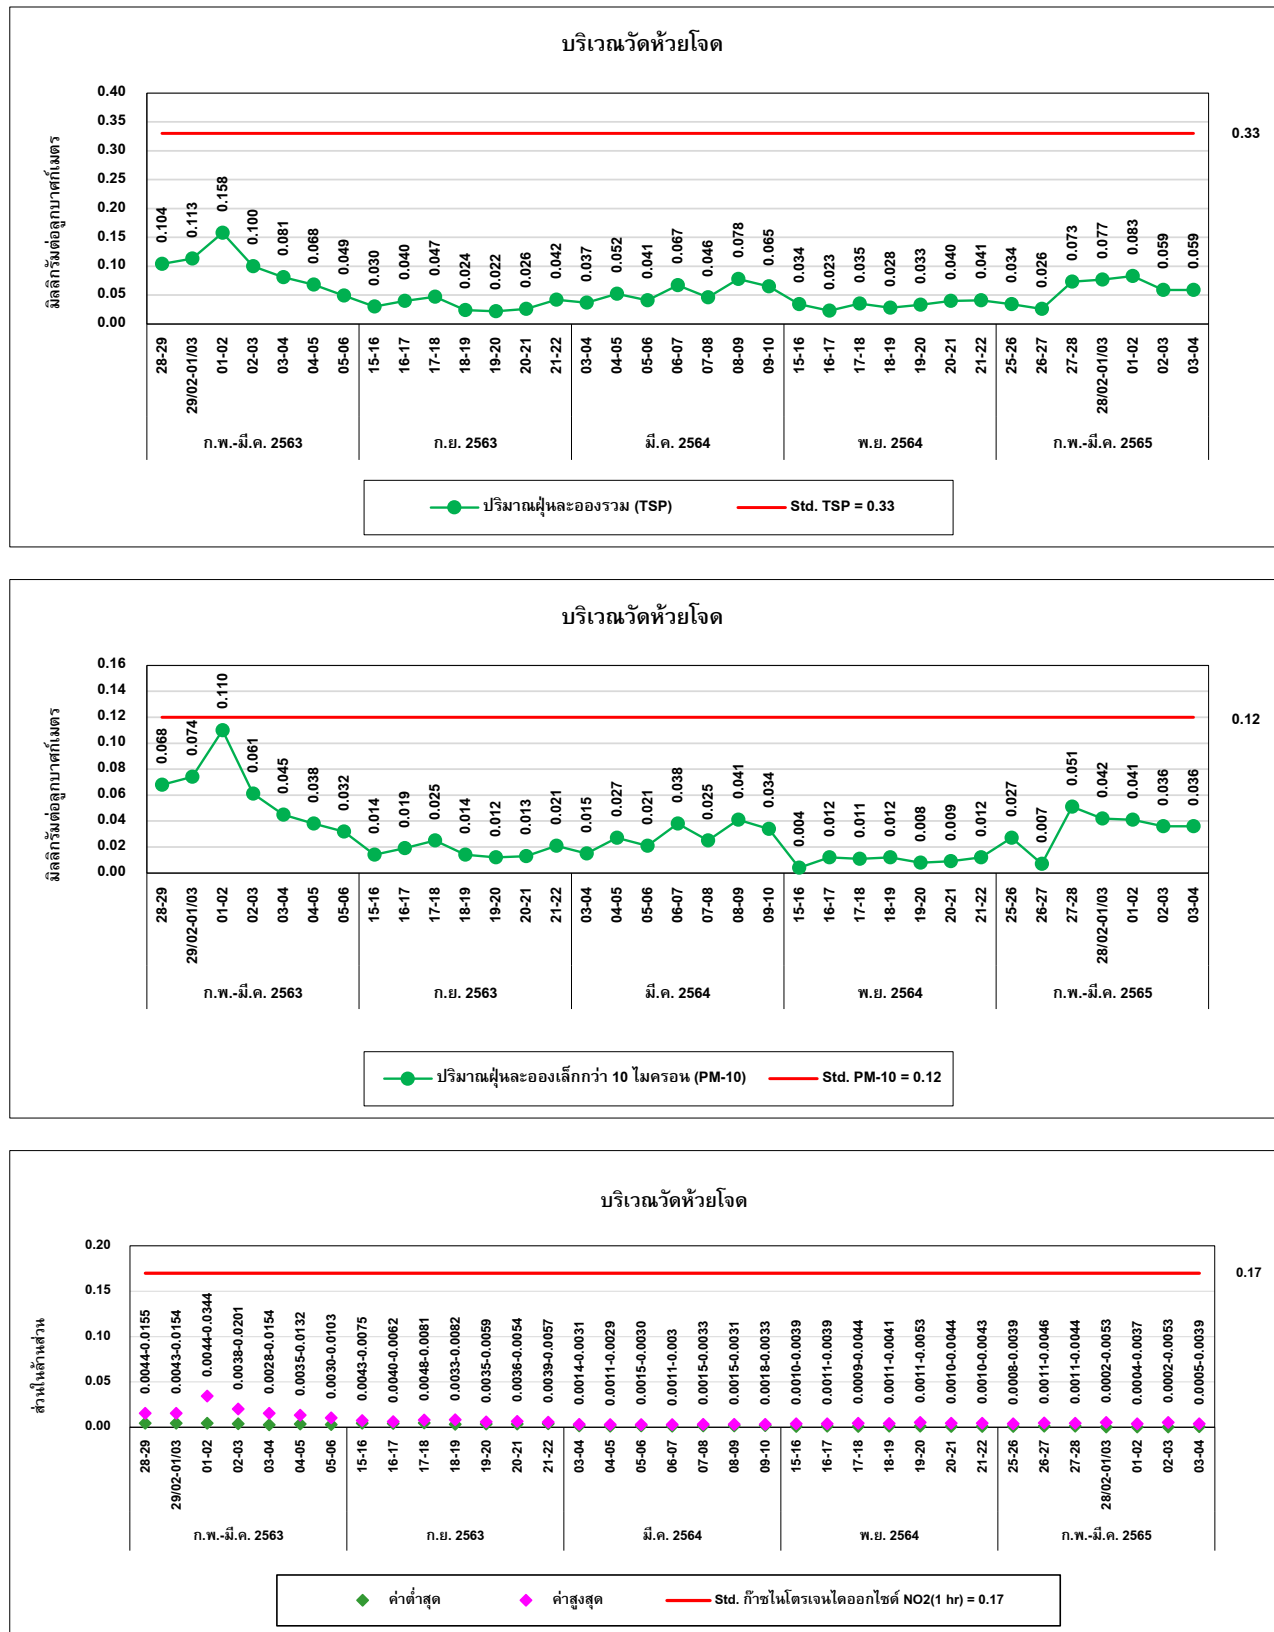 บริเวณวัดห้วยโจด
มิลลิกรัมต่อลูกบาศก์เมตร
0.40
0.35
0.30
0.25
0.20
0.15
0.10
0.05
0.00
0.33
0.104 0.113 0.158 0.100 0.081 0.068 0.049 0.030 0.040 0.047 0.024 0.022 0.026 0.042 0.037 0.052 0.041 0.067 0.046 0.078 0.065 0.034 0.023 0.035 0.028 0.033 0.040 0.041 0.034 0.026 0.073 0.077 0.083 0.059 0.059
28-29 29/02-01/03 01-02 02-03 03-04 04-05 05-06 15-16 16-17 17-18 18-19 19-20 20-21 21-22 03-04 04-05 05-06 06-07 07-08 08-09 09-10 15-16 16-17 17-18 18-19 19-20 20-21 21-22 25-26 26-27 27-28 28/02-01/03 01-02 02-03 03-04
ก.พ.-มี.ค. 2563 ก.ย. 2563 มี.ค. 2564 พ.ย. 2564 ก.พ.-มี.ค. 2565
ปริมาณฝุ่นละอองรวม (TSP) Std. TSP = 0.33
บริเวณวัดห้วยโจด
มิลลิกรัมต่อลูกบาศก์เมตร
0.16
0.14
0.12
0.10
0.08
0.06
0.04
0.02
0.00
0.12
0.068 0.074 0.110 0.061 0.045 0.038 0.032 0.014 0.019 0.025 0.014 0.012 0.013 0.021 0.015 0.027 0.021 0.038 0.025 0.041 0.034 0.004 0.012 0.011 0.012 0.008 0.009 0.012 0.027 0.007 0.051 0.042 0.041 0.036 0.036
28-29 29/02-01/03 01-02 02-03 03-04 04-05 05-06 15-16 16-17 17-18 18-19 19-20 20-21 21-22 03-04 04-05 05-06 06-07 07-08 08-09 09-10 15-16 16-17 17-18 18-19 19-20 20-21 21-22 25-26 26-27 27-28 28/02-01/03 01-02 02-03 03-04
ก.พ.-มี.ค. 2563 ก.ย. 2563 มี.ค. 2564 พ.ย. 2564 ก.พ.-มี.ค. 2565
ปริมาณฝุ่นละอองเล็กกว่า 10 ไมครอน (PM-10) Std. PM-10 = 0.12
บริเวณวัดห้วยโจด
ส่วนในล้านส่วน
0.20
0.15
0.10
0.05
0.00
0.17
0.0044-0.0155 0.0043-0.0154 0.0044-0.0344 0.0038-0.0201 0.0028-0.0154 0.0035-0.0132 0.0030-0.0103 0.0043-0.0075 0.0040-0.0062 0.0048-0.0081 0.0033-0.0082 0.0035-0.0059 0.0036-0.0054 0.0039-0.0057 0.0014-0.0031 0.0011-0.0029 0.0015-0.0030 0.0011-0.003 0.0015-0.0033 0.0015-0.0031 0.0018-0.0033 0.0010-0.0039 0.0011-0.0039 0.0009-0.0044 0.0011-0.0041 0.0011-0.0053 0.0010-0.0044 0.0010-0.0043 0.0008-0.0039 0.0011-0.0046 0.0011-0.0044 0.0002-0.0053 0.0004-0.0037 0.0002-0.0053 0.0005-0.0039
28-29 29/02-01/03 01-02 02-03 03-04 04-05 05-06 15-16 16-17 17-18 18-19 19-20 20-21 21-22 03-04 04-05 05-06 06-07 07-08 08-09 09-10 15-16 16-17 17-18 18-19 19-20 20-21 21-22 25-26 26-27 27-28 28/02-01/03 01-02 02-03 03-04
ก.พ.-มี.ค. 2563 ก.ย. 2563 มี.ค. 2564 พ.ย. 2564 ก.พ.-มี.ค. 2565
ค่าต่ำสุด ค่าสูงสุด Std. ก๊าซไนโตรเจนไดออกไซด์ NO2(1 hr) = 0.17